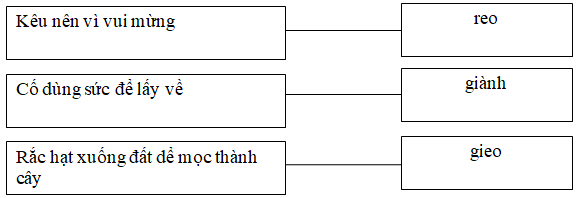 Kêu nên vì vui mừng
reo
Cố dùng sức để lấy về
giành
Rắc hạt xuống đất dể mọc thành
cây
gieo